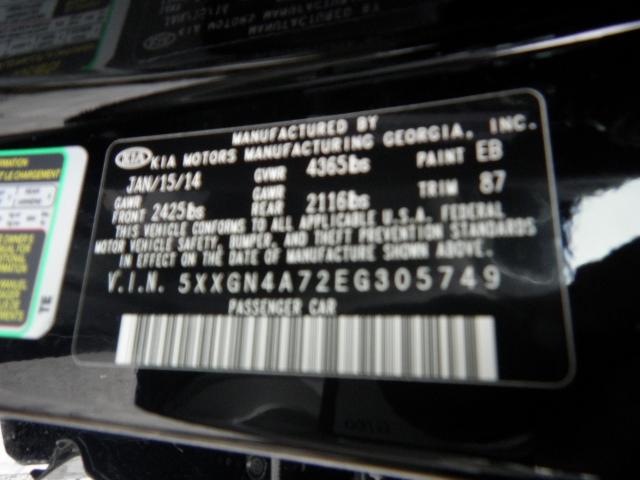 MANUFACTURED BY
KIA KIA MOTORS MANUFACTURING GEORGIA, INC.
JAN/15/14 GVWR 4365lbs PAINT EB
GAWR FRONT 2425lbs GAWR REAR 2116lbs TRIM 87
THIS VEHICLE CONFORMS TO ALL APPLICABLE U.S.A. FEDERAL
MOTOR VEHICLE SAFETY, BUMPER, AND THEFT PREVENTION STANDARDS
IN EFFECT ON THE DATE OF MANUFACTURE SHOWN ABOVE.
V.I.N. 5XXGN4A72EG305749
PASSENGER CAR